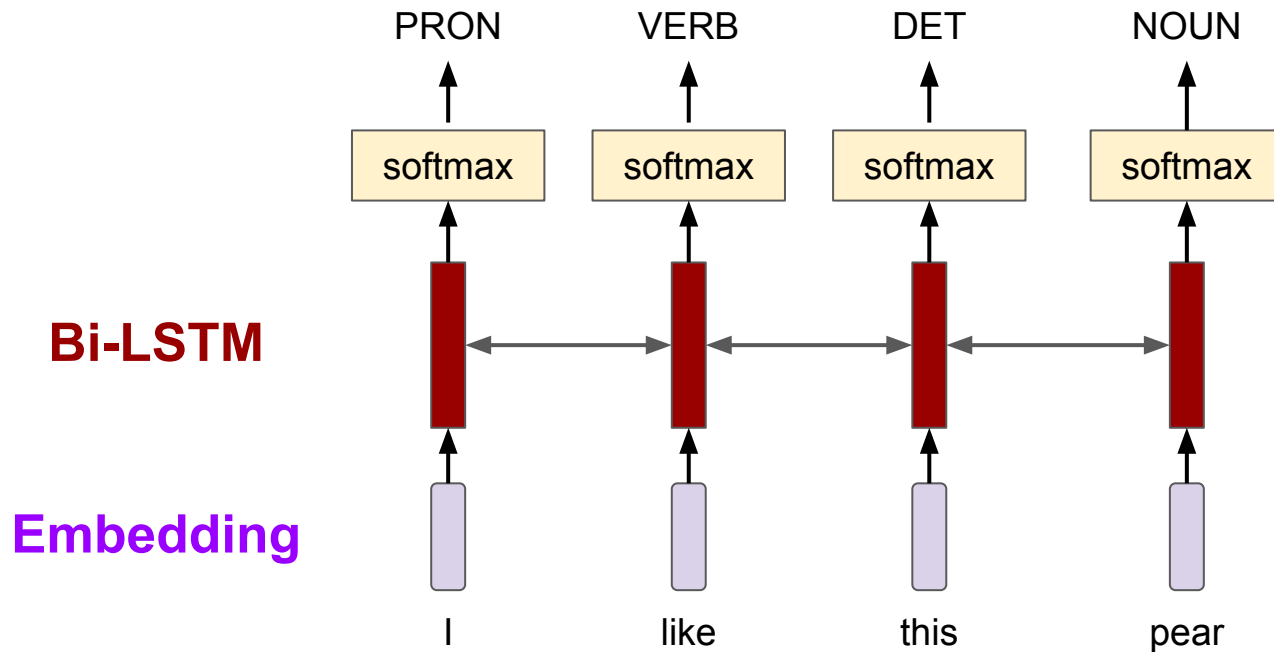 PRON VERB DET NOUN
softmax softmax softmax softmax
Bi-LSTM
Embedding
I like this pear